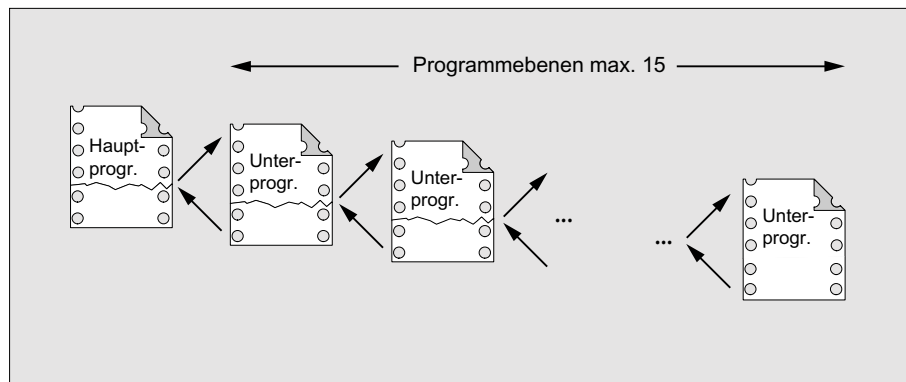 Programmebenen max. 15
Haupt-
progr.
Unter-
progr.
Unter-
progr.
...
...
Unter-
progr.